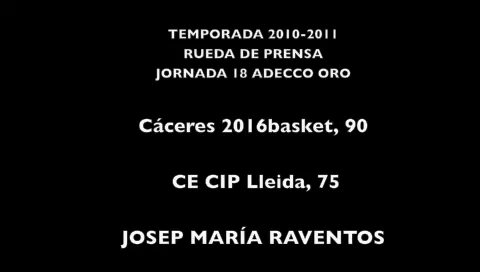 TEMPORADA 2010-2011
RUEDA DE PRENSA
JORNADA 18 ADECCO ORO
Cáceres 2016basket, 90
CE CIP Lleida, 75
JOSEP MARÍA RAVENTOS